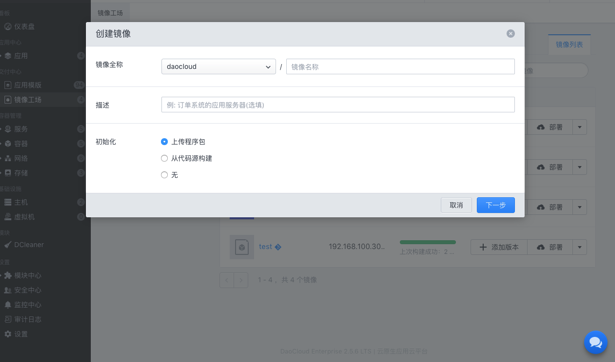 镜像工场
仪表盘
应用
应用模版
镜像工场
服务
容器
网络
存储
主机
虚拟机
DCleaner
模块中心
安全中心
监控中心
审计日志
设置
镜像列表
创建镜像
镜像全称
daocloud
/
镜像名称
描述
例: 订单系统的应用服务器(选填)
初始化
上传程序包
从代码源构建
无
取消
下一步
部署
部署
部署
test
192.168.100.30..
上次构建成功: 2...
添加版本
部署
1 - 4 ，共 4 个镜像